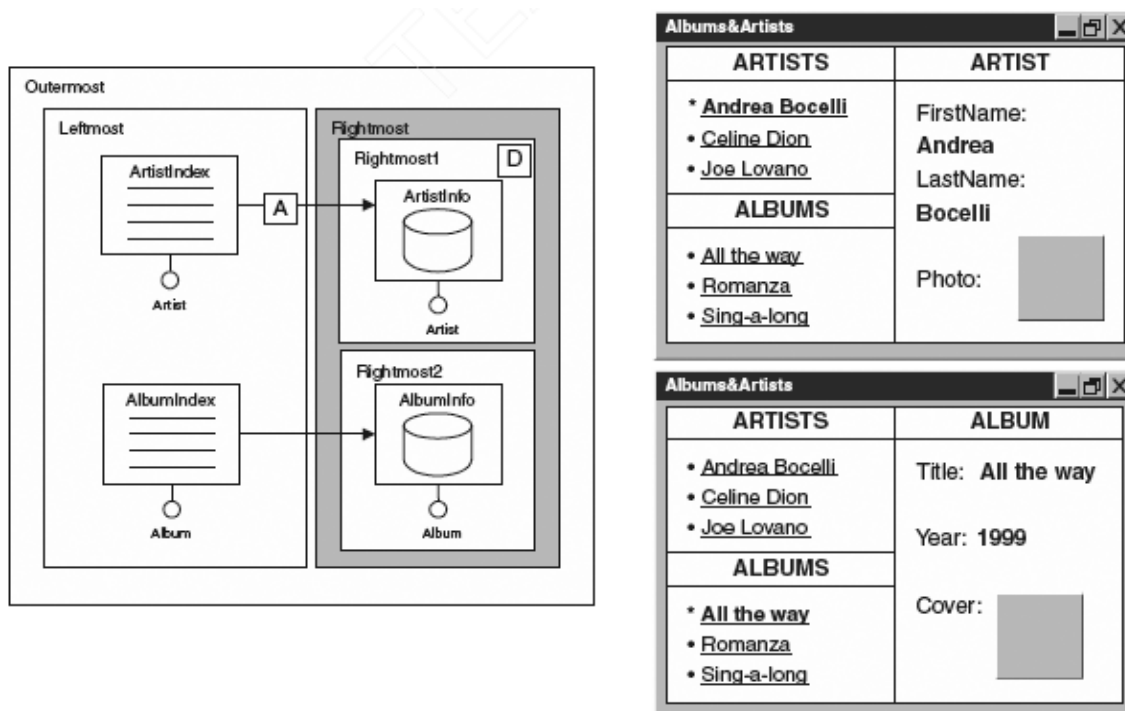 Outermost
Leftmost
ArtistIndex
Artist
AlbumIndex
Album
A
Rightmost
Rightmost1
D
ArtistInfo
Artist
Rightmost2
AlbumInfo
Album
Albums&Artists
ARTISTS
* Andrea Bocelli
• Celine Dion
• Joe Lovano
ALBUMS
• All the way
• Romanza
• Sing-a-long
ARTIST
FirstName:
Andrea
LastName:
Bocelli
Photo:
Albums&Artists
ARTISTS
• Andrea Bocelli
• Celine Dion
• Joe Lovano
ALBUMS
* All the way
• Romanza
• Sing-a-long
ALBUM
Title: All the way
Year: 1999
Cover: